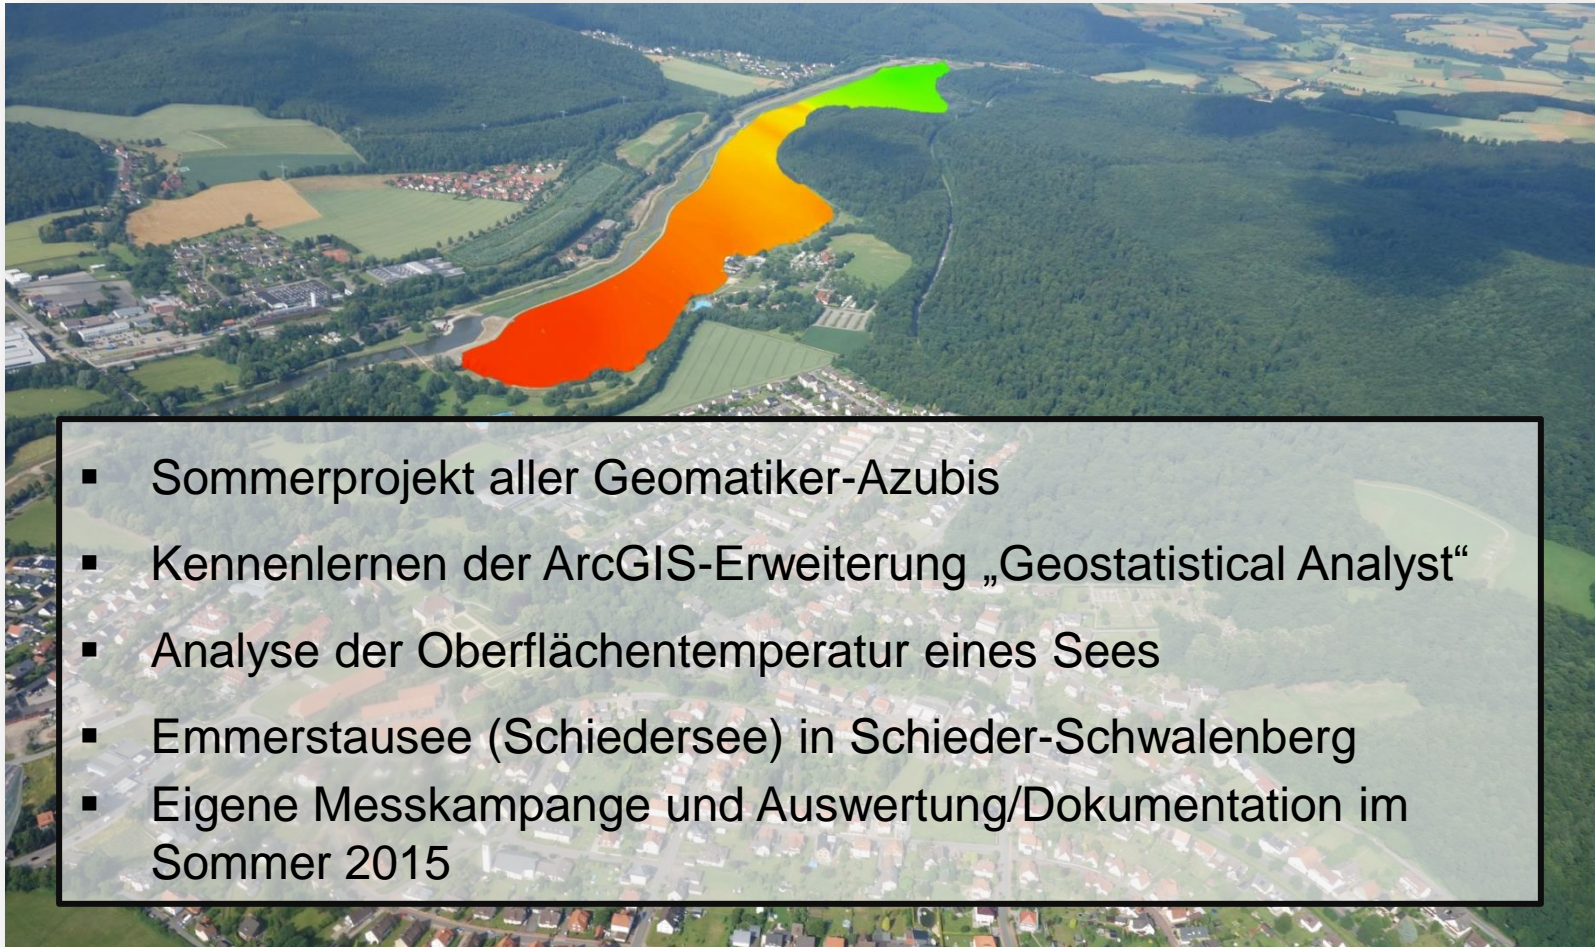 ▪ Sommerprojekt aller Geomatiker-Azubis
▪ Kennenlernen der ArcGIS-Erweiterung „Geostatistical Analyst“
▪ Analyse der Oberflächentemperatur eines Sees
▪ Emmerstausee (Schiedersee) in Schieder-Schwalenberg
▪ Eigene Messkampange und Auswertung/Dokumentation im
Sommer 2015